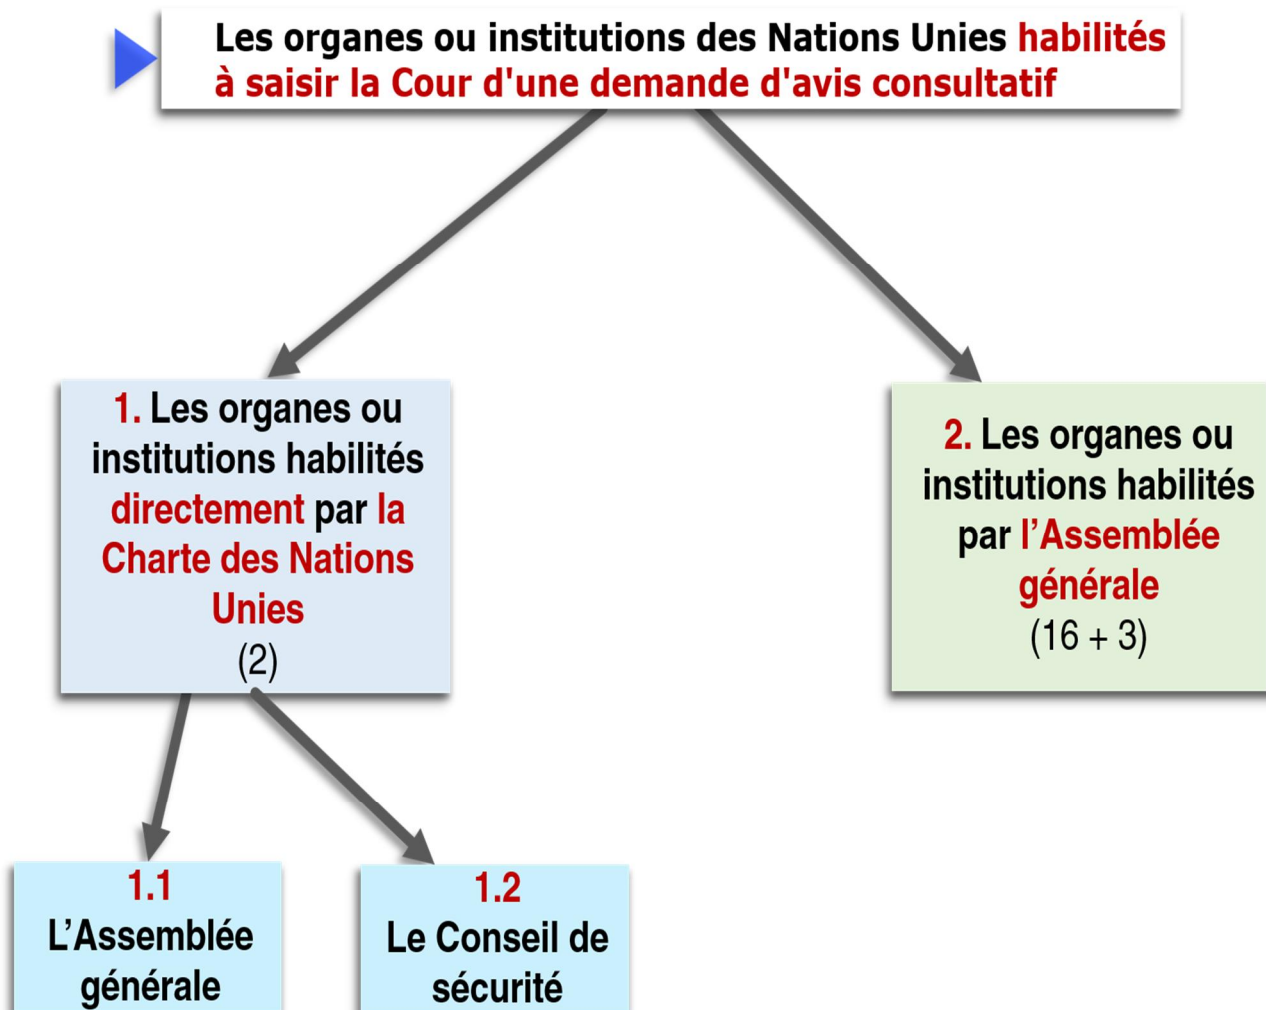 Les organes ou institutions des Nations Unies habilités
à saisir la Cour d'une demande d'avis consultatif
1. Les organes ou
institutions habilités
directement par la
Charte des Nations
Unies
(2)
2. Les organes ou
institutions habilités
par l’Assemblée
générale
(16 + 3)
1.1
L’Assemblée
générale
1.2
Le Conseil de
sécurité